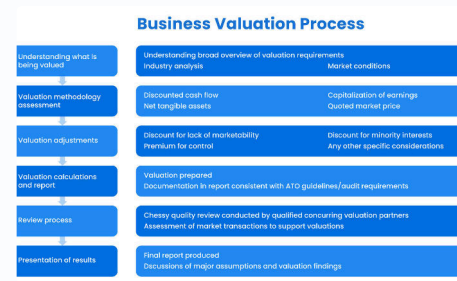 Business Valuation Process
Understanding what is
being valued
Understanding broad overview of valuation requirements
Industry analysis Market conditions
Valuation methodology
assessment
Discounted cash flow Capitalization of earnings
Net tangible assets Quoted market price
Valuation adjustments
Discount for lack of marketability Discount for minority interests
Premium for control Any other specific considerations
Valuation calculations
and report
Valuation prepared
Documentation in report consistent with ATO guidelines/audit requirements
Review process
Chessy quality review conducted by qualified concurring valuation partners
Assessment of market transactions to support valuations
Presentation of results
Final report produced
Dscussions of major assumptions and valuation findings